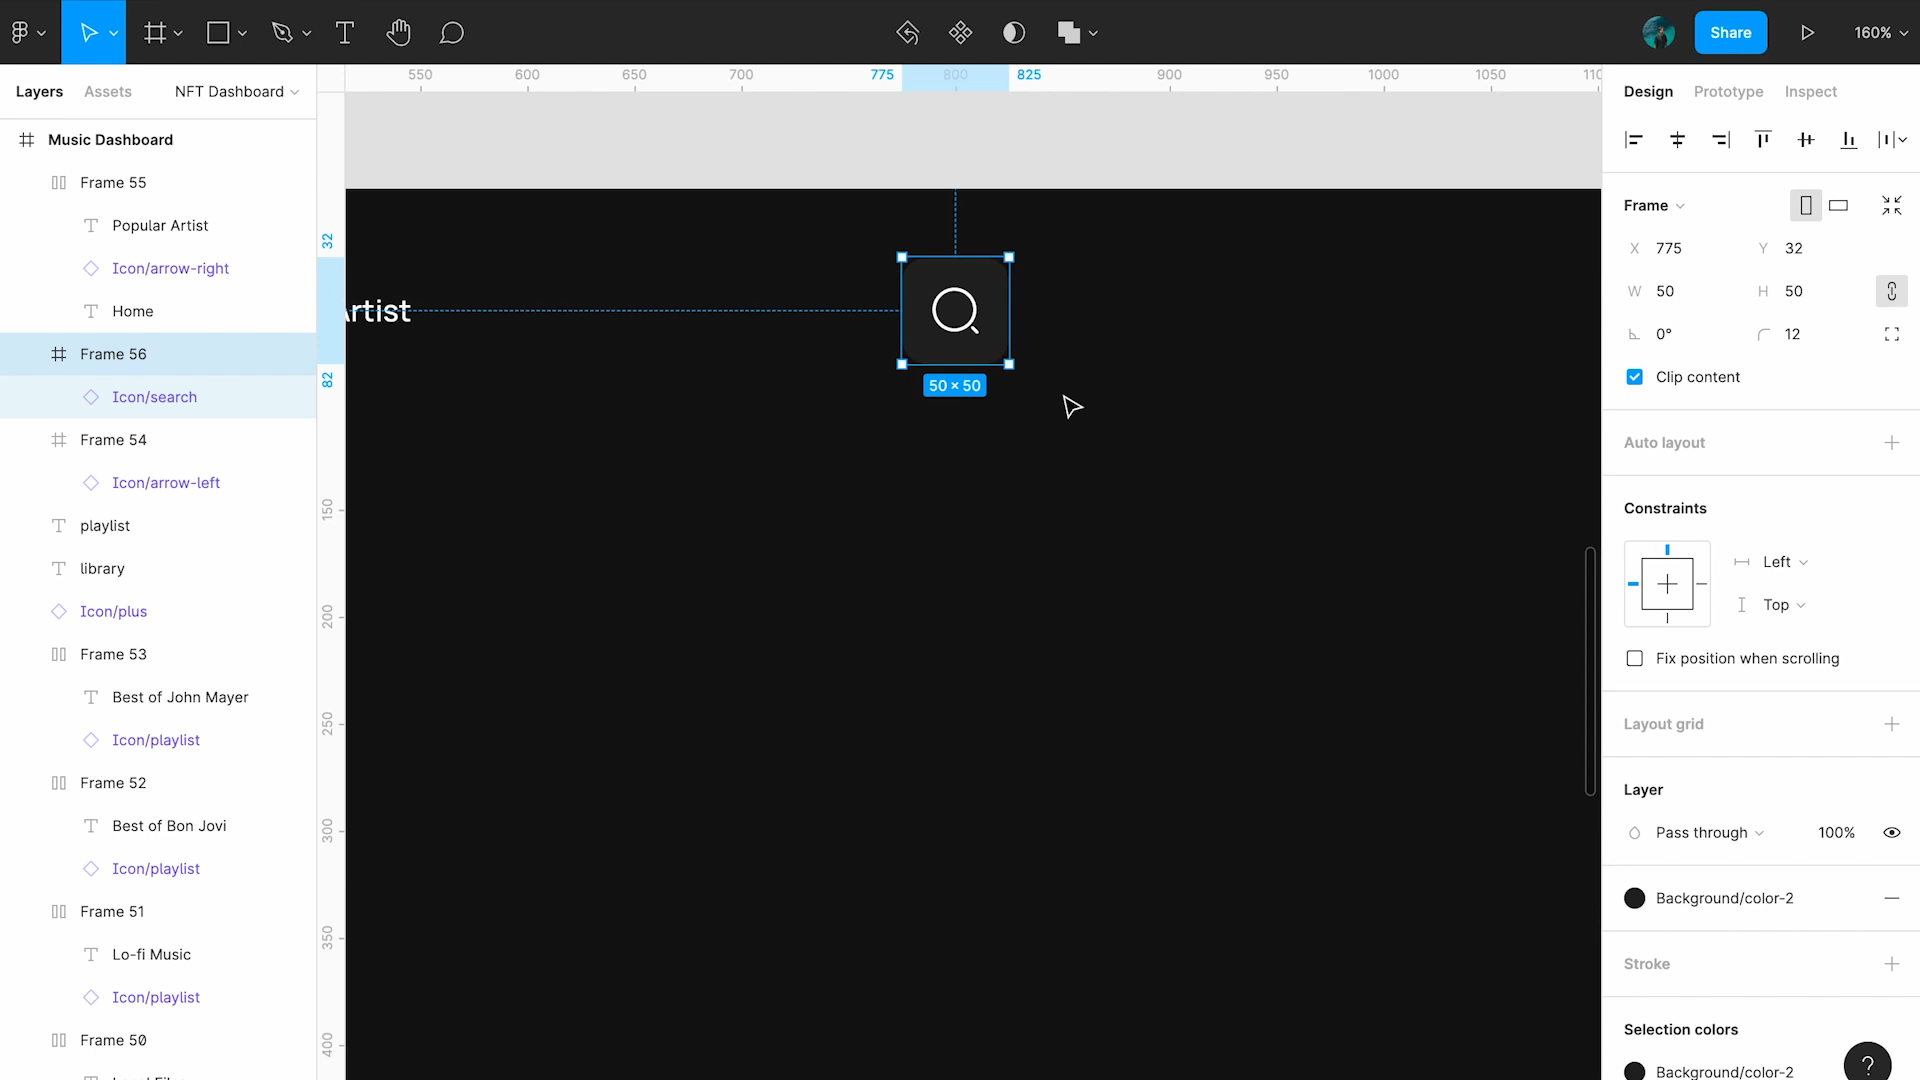 160%
Share
Layers
Assets
NFT Dashboard
550
600
650
700
775
800
825
900
950
1000
1050
110
Design
Prototype
Inspect
Music Dashboard
Frame 55
Popular Artist
Icon/arrow-right
Home
Frame 56
Icon/search
Frame 54
Icon/arrow-left
playlist
library
Icon/plus
Frame 53
Best of John Mayer
Icon/playlist
Frame 52
Best of Bon Jovi
Icon/playlist
Frame 51
Lo-fi Music
Icon/playlist
Frame 50
32
82
150
200
250
300
350
400
Artist
50 × 50
Frame
X 775
Y 32
W 50
H 50
0°
12
Clip content
Auto layout
Constraints
Left
Top
Fix position when scrolling
Layout grid
Layer
Pass through
100%
Background/color-2
Stroke
Selection colors
Background/color-2
?